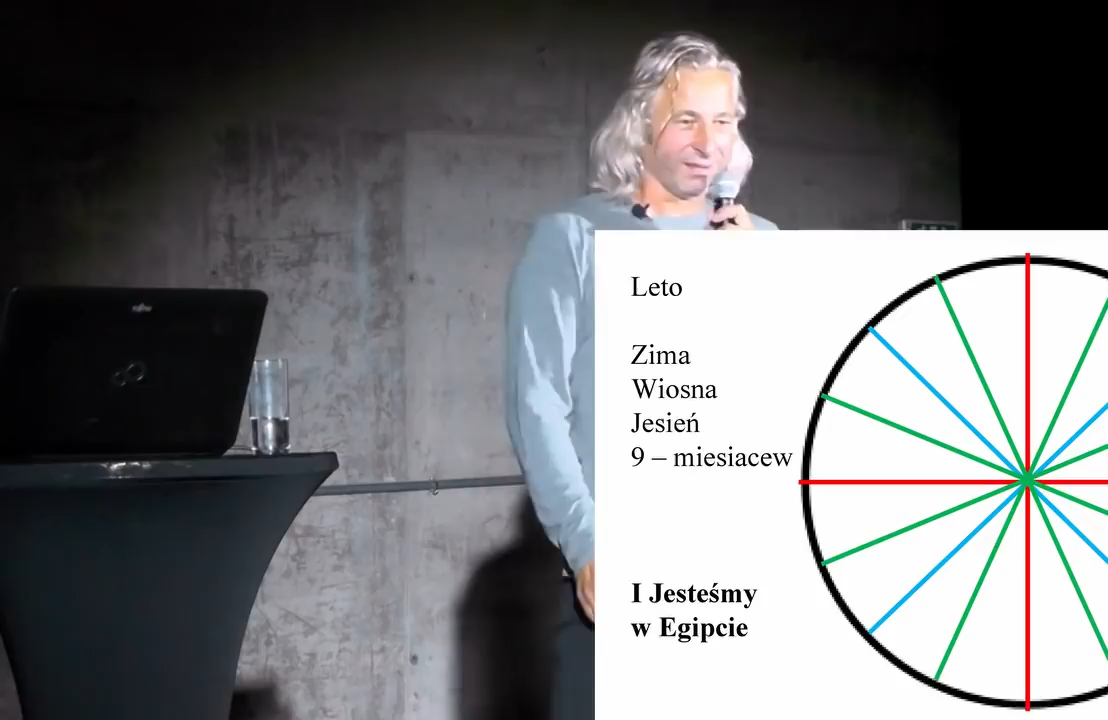 Leto
Zima
Wiosna
Jesień
9 – miesiacew
I Jesteśmy
w Egipcie